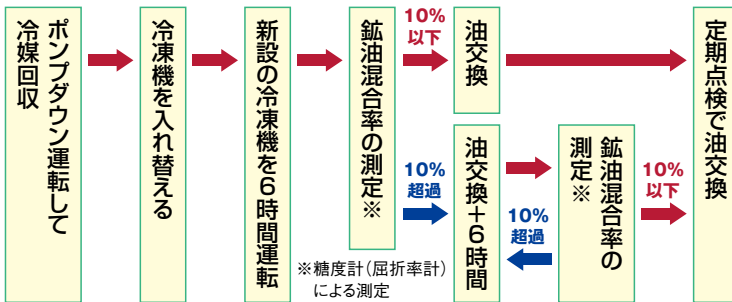 ポンプダウン運転して
冷媒回収
冷凍機を入れ替える
新設の冷凍機を6時間運転
鉱油混合率の測定※
10%
以下
油交換
10%
超過
油交換+6時間
鉱油混合率の
測定※
10%
超過
10%
以下
定期点検で油交換
※糖度計(屈折率計)
による測定